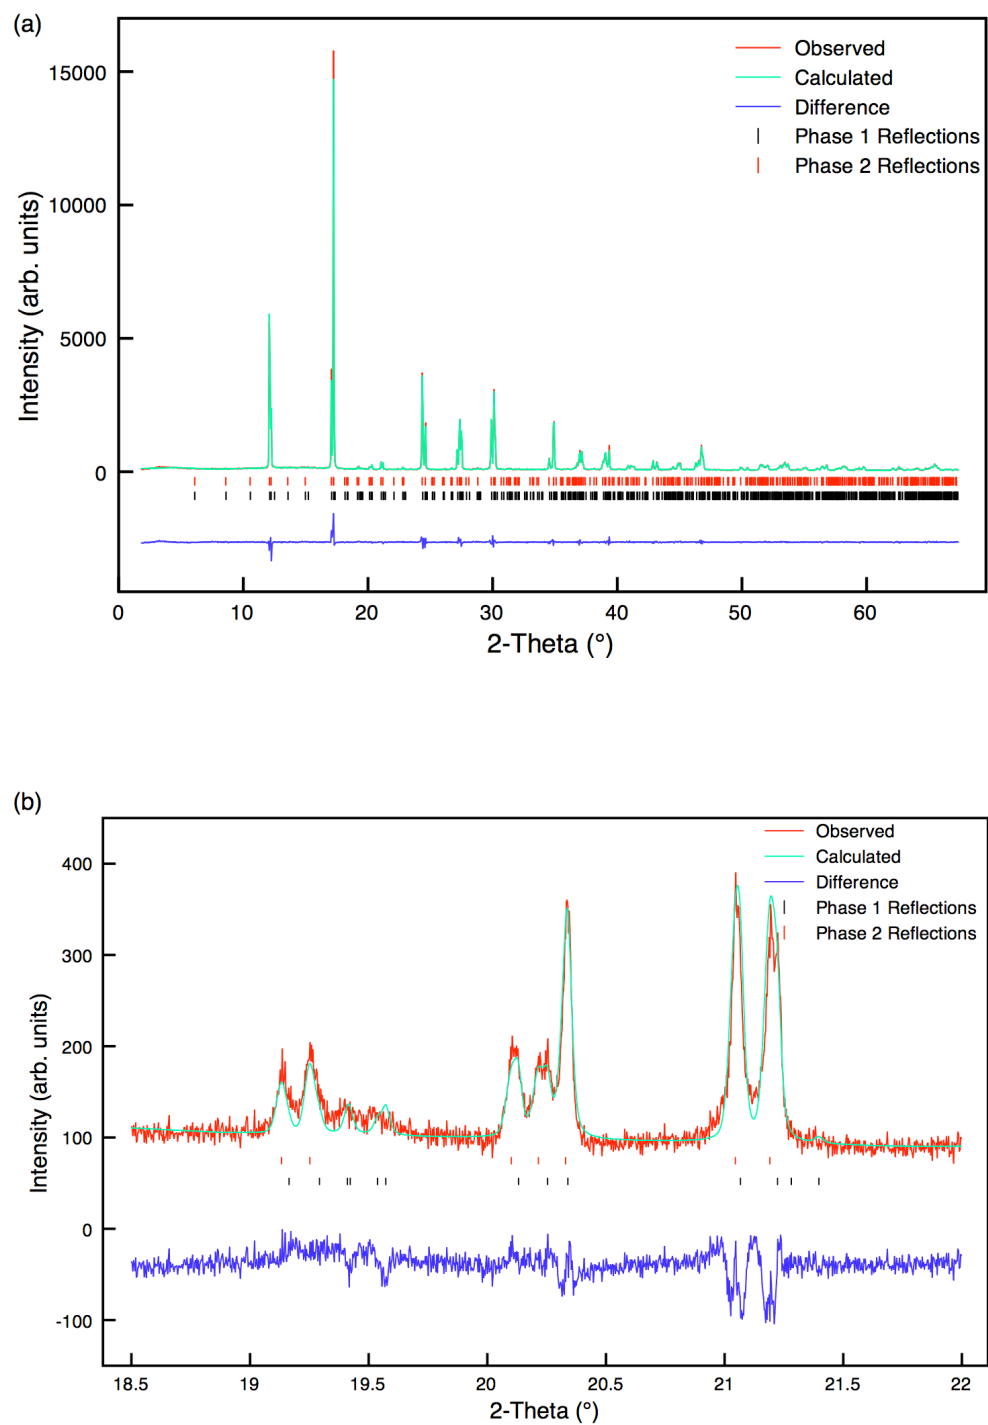 (a)
Observed
Calculated
Difference
Phase 1 Reflections
Phase 2 Reflections
Intensity (arb. units)
15000
10000
5000
0
0 10 20 30 40 50 60
2-Theta (°)
(b)
Observed
Calculated
Difference
Phase 1 Reflections
Phase 2 Reflections
Intensity (arb. units)
400
300
200
100
0
-100
18.5 19 19.5 20 20.5 21 21.5 22
2-Theta (°)